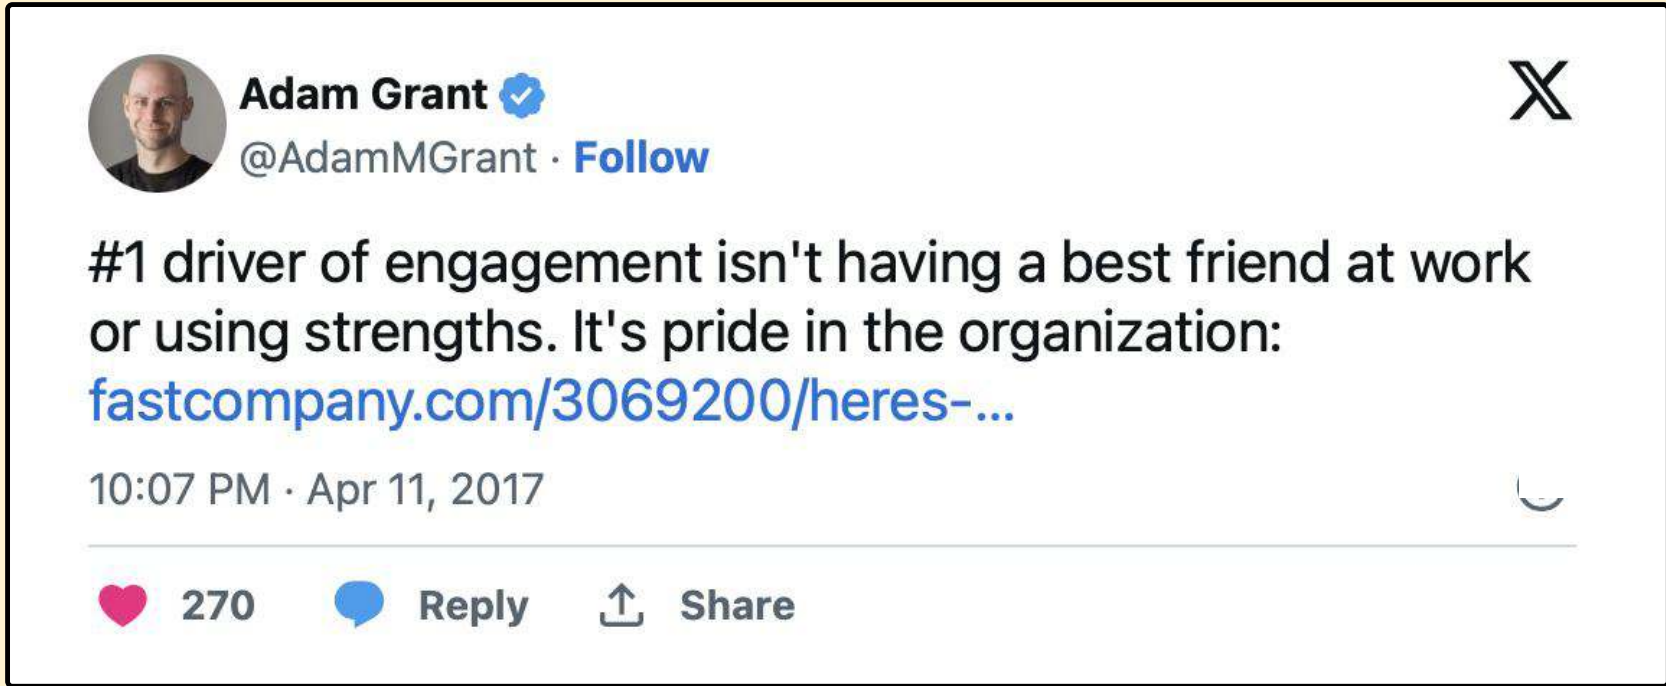 Adam Grant
@AdamMGrant · Follow
#1 driver of engagement isn't having a best friend at work
or using strengths. It's pride in the organization:
fastcompany.com/3069200/heres-...
10:07 PM · Apr 11, 2017
270 Reply Share